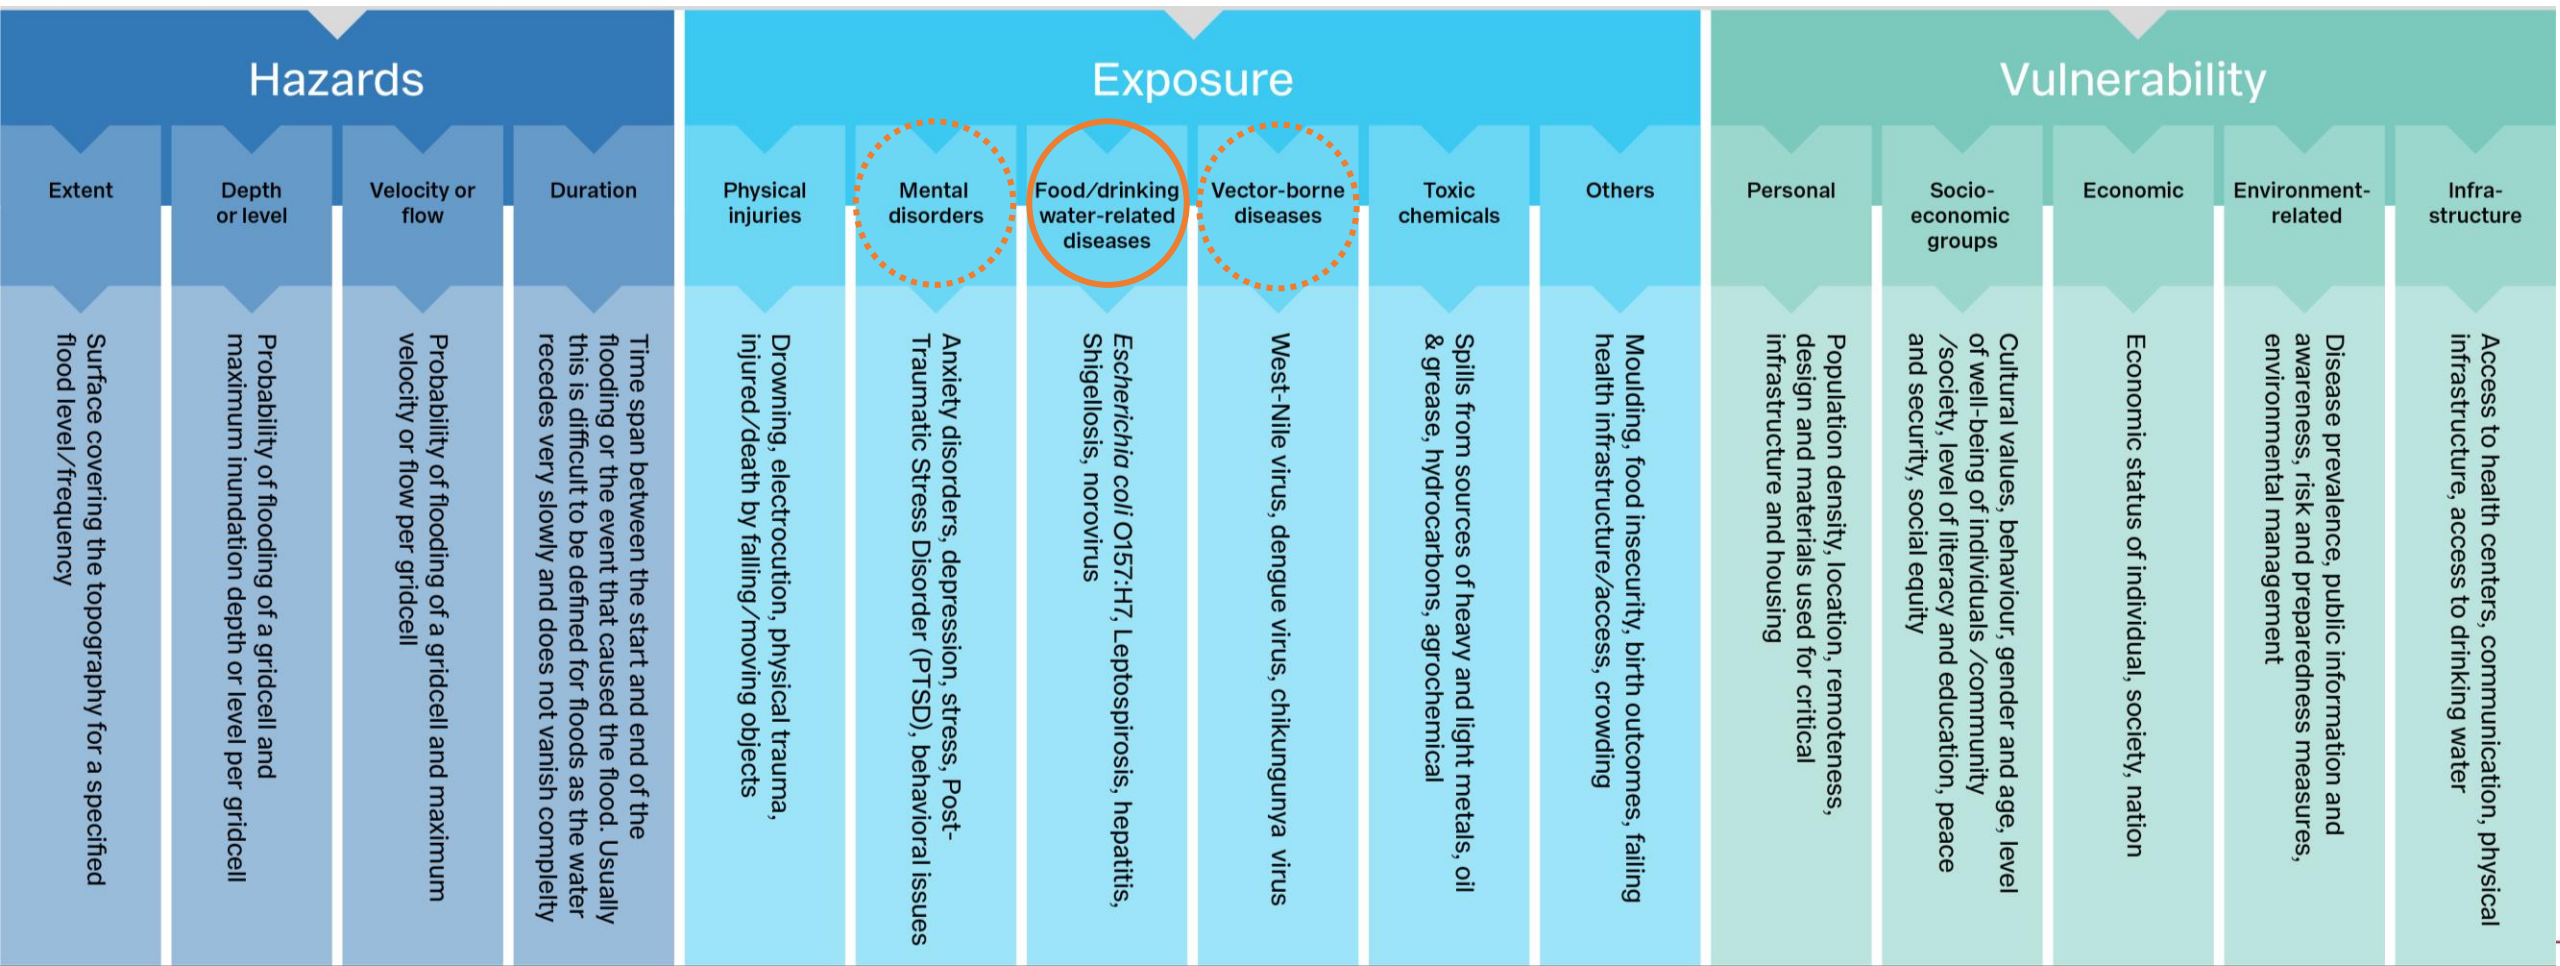 Hazards
Extent
Surface covering the topography for a specified
flood level/frequency
Depth
or level
Probability of flooding of a gridcell and
maximum inundation depth or level per gridcell
Velocity or
flow
Probability of flooding of a gridcell and maximum
velocity or flow per gridcell
Duration
Time span between the start and end of the
flooding or the event that caused the flood. Usually
this is difficult to be defined for floods as the water
recedes very slowly and does not vanish completlty
Exposure
Physical
injuries
Drowning, electrocution, physical trauma,
injured/death by falling/moving objects
Mental
disorders
Anxiety disorders, depression, stress, Post-
Traumatic Stress Disorder (PTSD), behavioral issues
Food/drinking
water-related
diseases
Escherichia coli O157:H7, Leptospirosis, hepatitis,
Shigellosis, norovirus
Vector-borne
diseases
West-Nile virus, dengue virus, chikungunya virus
Toxic
chemicals
Spills from sources of heavy and light metals, oil
& grease, hydrocarbons, agrochemical
Others
Moulding, food insecurity, birth outcomes, failing
health infrastructure/access, crowding
Vulnerability
Personal
Population density, location, remoteness,
design and materials used for critical
infrastructure and housing
Socio-
economic
groups
Cultural values, behaviour, gender and age, level
of well-being of individuals /community
/society, level of literacy and education, peace
and security, social equity
Economic
Economic status of individual, society, nation
Environment-
related
Disease prevalence, public information and
awareness, risk and preparedness measures,
environmental management
Infra-
structure
Access to health centers, communication, physical
infrastructure, access to drinking water